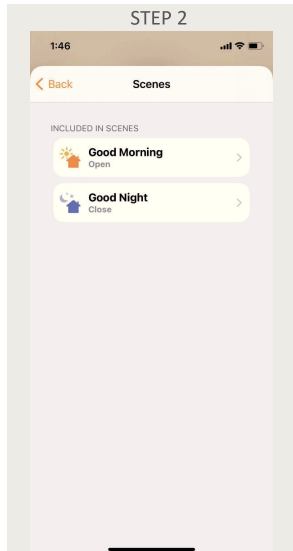 STEP 2
1:46
Back
Scenes
INCLUDED IN SCENES
Good Morning
Open
Good Night
Close